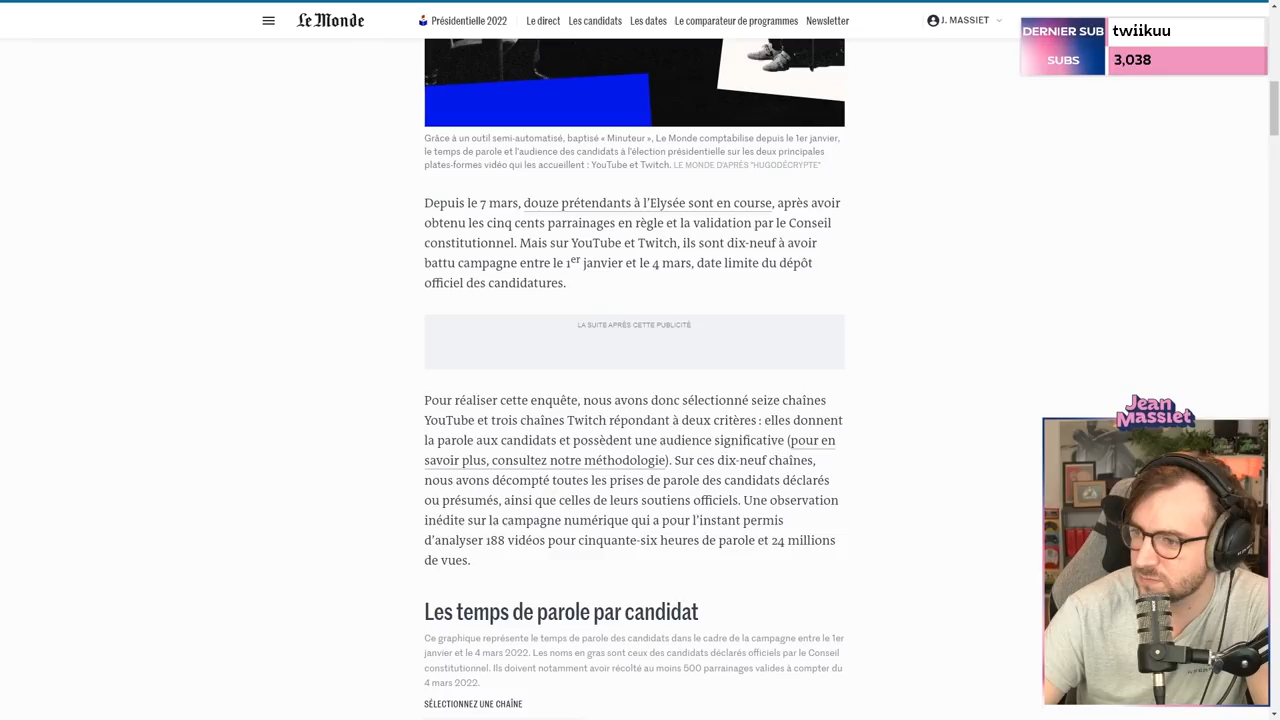 Le Monde
Présidentielle 2022 Le direct Les candidats Les dates Le comparateur de programmes Newsletter
J. MASSIET
DERNIER SUB twiikuu
SUBS 3,038
Grâce à un outil semi-automatisé, baptisé « Minuteur », Le Monde comptabilise depuis le 1er janvier,
le temps de parole et l'audience des candidats à l'élection présidentielle sur les deux principales
plates-formes vidéo qui les accueillent : YouTube et Twitch. LE MONDE D'APRÈS "HUGODÉCRYPTE"
Depuis le 7 mars, douze prétendants à l'Elysée sont en course, après avoir
obtenu les cinq cents parrainages en règle et la validation par le Conseil
constitutionnel. Mais sur YouTube et Twitch, ils sont dix-neuf à avoir
battu campagne entre le 1er janvier et le 4 mars, date limite du dépôt
officiel des candidatures.
LA SUITE APRÈS CETTE PUBLICITÉ
Pour réaliser cette enquête, nous avons donc sélectionné seize chaînes
YouTube et trois chaînes Twitch répondant à deux critères : elles donnent
la parole aux candidats et possèdent une audience significative (pour en
savoir plus, consultez notre méthodologie). Sur ces dix-neuf chaînes,
nous avons décompté toutes les prises de parole des candidats déclarés
ou présumés, ainsi que celles de leurs soutiens officiels. Une observation
inédite sur la campagne numérique qui a pour l'instant permis
d'analyser 188 vidéos pour cinquante-six heures de parole et 24 millions
de vues.
Jean
Massiet
Les temps de parole par candidat
Ce graphique représente le temps de parole des candidats dans le cadre de la campagne entre le 1er
janvier et le 4 mars 2022. Les noms en gras sont ceux des candidats déclarés officiels par le Conseil
constitutionnel. Ils doivent notamment avoir récolté au moins 500 parrainages valides à compter du
4 mars 2022.
SÉLECTIONNEZ UNE CHAÎNE